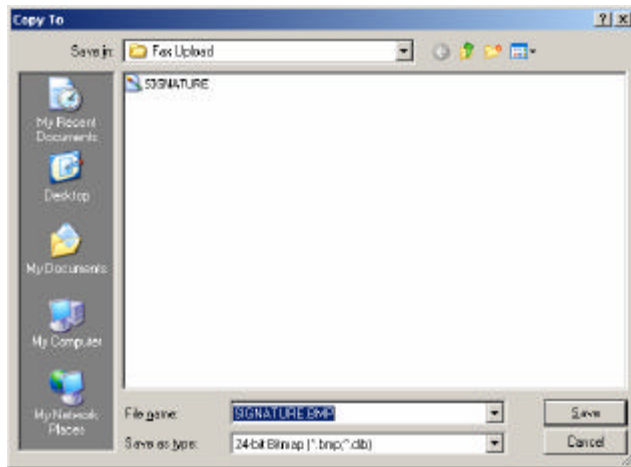 Copy To
Save in: Fax Upload
SIGNATURE
My Recent
Documents
Desktop
My Documents
My Computer
My Network
Places
File name: SIGNATURE.BMP
Save
Save as type: 24-bit Bitmap (*.bmp;*.dib)
Cancel